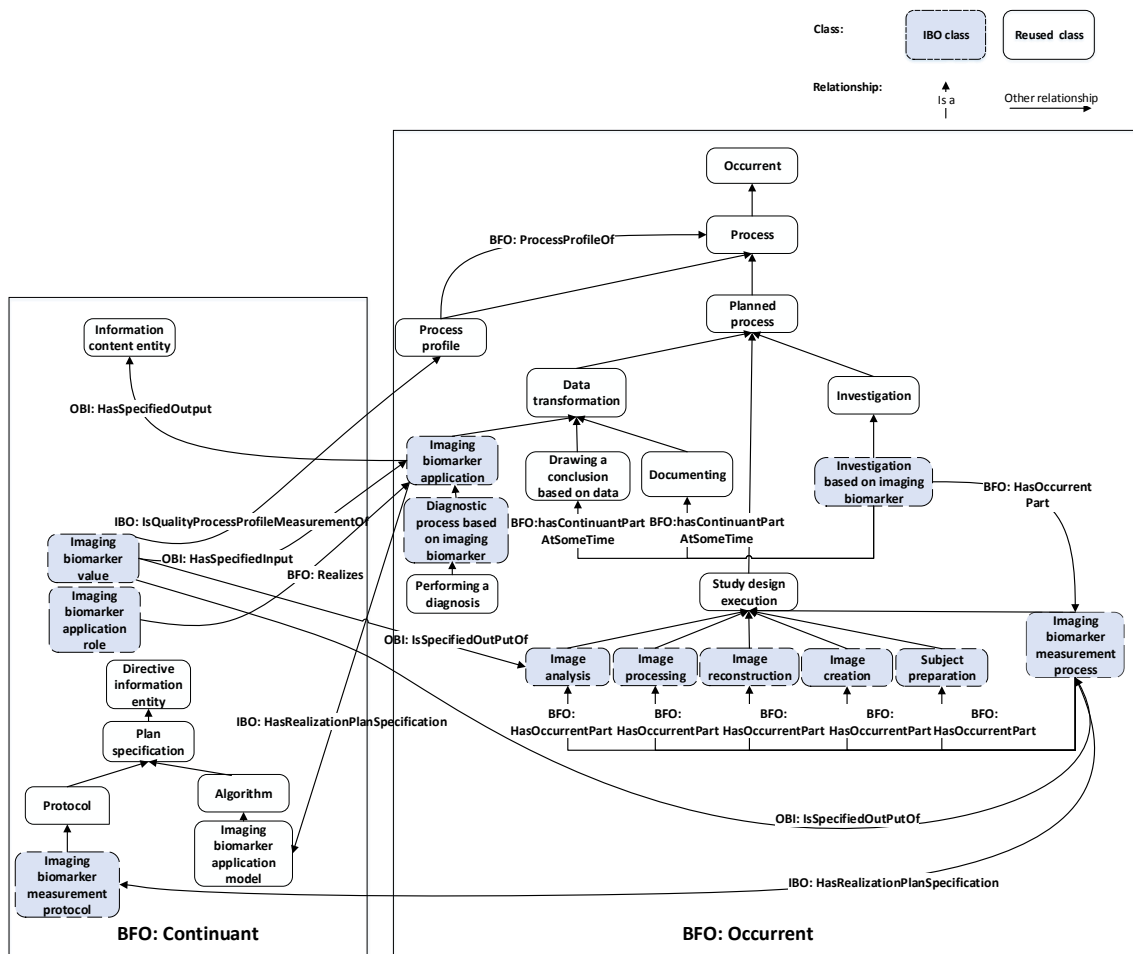 Class:
IBO class
Reused class
Relationship:
Is a
Other relationship
Occurrent
BFO: ProcessProfileOf
Process
Information
content entity
Process
profile
Planned
process
OBI: HasSpecifiedOutput
Data
transformation
Investigation
Imaging
biomarker
application
Drawing a
conclusion
based on data
Documenting
Investigation
based on imaging
biomarker
BFO: HasOccurrent
Part
Diagnostic
process based
on imaging
biomarker
IBO: IsQualityProcessProfileMeasurementOf
BFO:hasContinuantPart
AtSomeTime
BFO:hasContinuantPart
AtSomeTime
Imaging
biomarker
value
OBI: HasSpecifiedInput
BFO: Realizes
Performing a
diagnosis
Study design
execution
Imaging
biomarker
application
role
OBI: IsSpecifiedOutPutOf
Imaging
biomarker
measurement
process
Image
analysis
Image
processing
Image
reconstruction
Image
creation
Subject
preparation
Directive
information
entity
IBO: HasRealizationPlanSpecification
BFO:
HasOccurrentPart
BFO:
HasOccurrentPart
BFO:
HasOccurrentPart
BFO:
HasOccurrentPart
BFO:
HasOccurrentPart
Plan
specification
Protocol
Algorithm
OBI: IsSpecifiedOutPutOf
Imaging
biomarker
application
model
Imaging
biomarker
measurement
protocol
IBO: HasRealizationPlanSpecification
BFO: Continuant
BFO: Occurrent